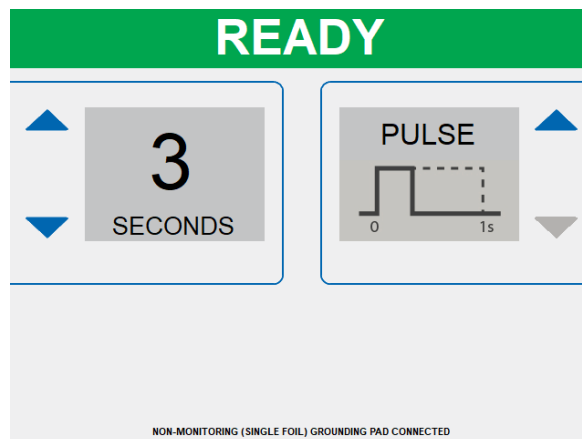 READY
3
SECONDS
PULSE
0 1s
NON-MONITORING (SINGLE FOIL) GROUNDING PAD CONNECTED